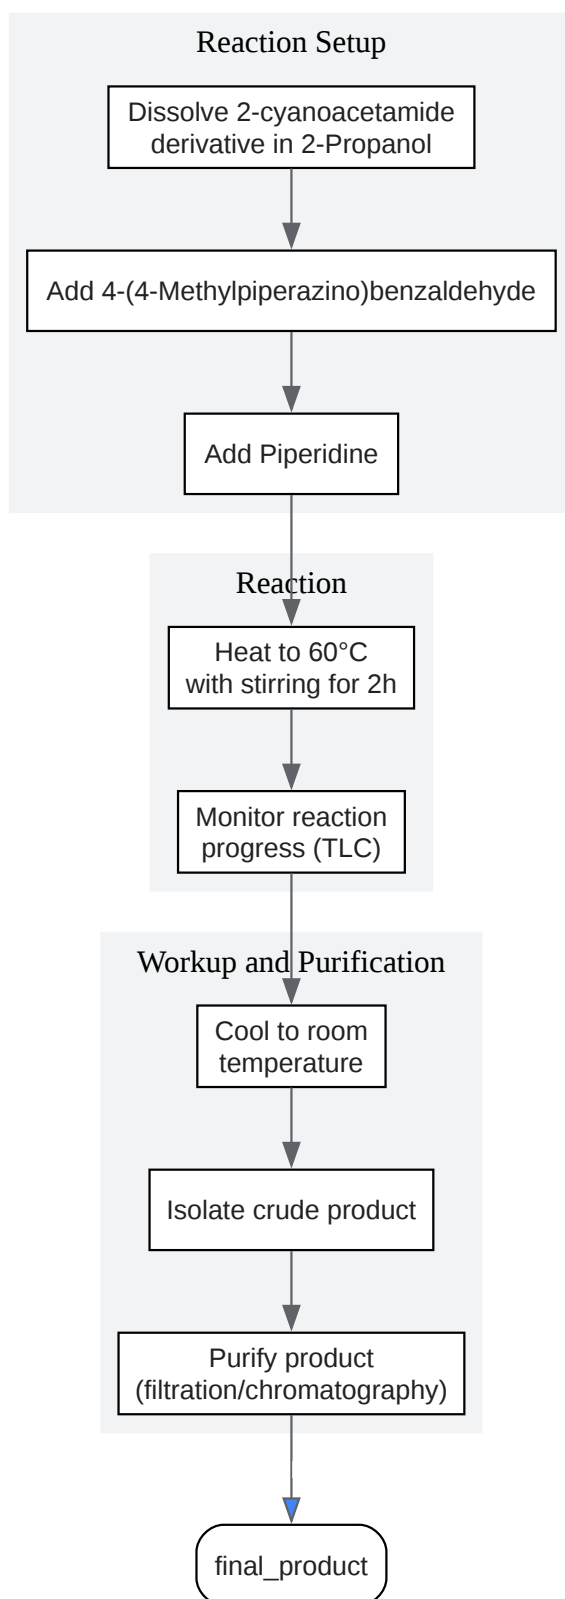 Reaction Setup
Dissolve 2-cyanoacetamide
derivative in 2-Propanol
Add 4-(4-Methylpiperazino)benzaldehyde
Add Piperidine
Reaction
Heat to 60°C
with stirring for 2h
Monitor reaction
progress (TLC)
Workup and Purification
Cool to room
temperature
Isolate crude product
Purify product
(filtration/chromatography)
final_product